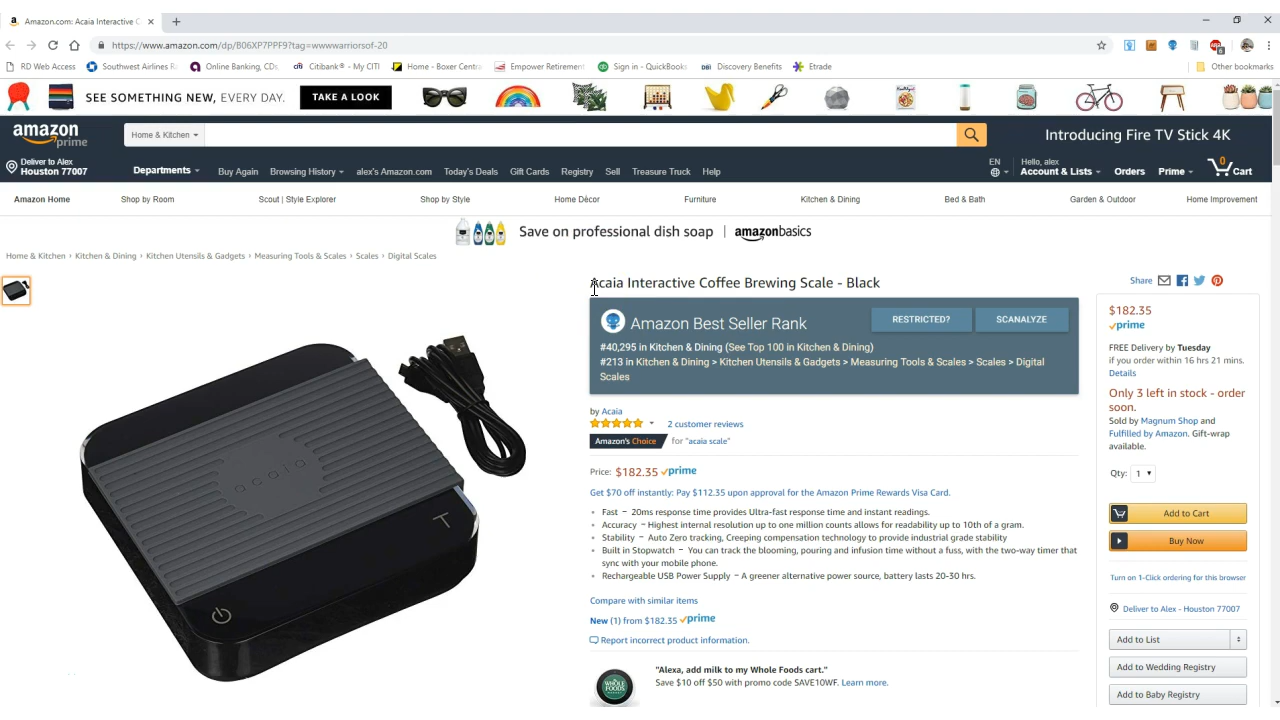 Amazon.com: Acaia Interactive C
https://www.amazon.com/dp/B06XP7PPF9?tag=wwwwarriorsof-20
RD Web Access
Southwest Airlines R
Online Banking, CDs,
Citibank® - My CITI
Home - Boxer Centr
Empower Retirement
Sign in - QuickBooks
Discovery Benefits
Etrade
Other bookmarks
SEE SOMETHING NEW, EVERY DAY.
TAKE A LOOK
amazon
prime
Home & Kitchen
Introducing Fire TV Stick 4K
Deliver to Alex
Houston 77007
Departments
Buy Again
Browsing History
alex's Amazon.com
Today's Deals
Gift Cards
Registry
Sell
Treasure Truck
Help
EN
Hello, alex
Account & Lists
Orders
Prime
0
Cart
Amazon Home
Shop by Room
Scout | Style Explorer
Shop by Style
Home Décor
Furniture
Kitchen & Dining
Bed & Bath
Garden & Outdoor
Home Improvement
Save on professional dish soap | amazonbasics
Home & Kitchen › Kitchen & Dining › Kitchen Utensils & Gadgets › Measuring Tools & Scales › Scales › Digital Scales
acaia
T
Acaia Interactive Coffee Brewing Scale - Black
Amazon Best Seller Rank
RESTRICTED?
SCANALYZE
#40,295 in Kitchen & Dining (See Top 100 in Kitchen & Dining)
#213 in Kitchen & Dining > Kitchen Utensils & Gadgets > Measuring Tools & Scales > Scales > Digital
Scales
by Acaia
2 customer reviews
Amazon's Choice for "acaia scale"
Price: $182.35 prime
Get $70 off instantly: Pay $112.35 upon approval for the Amazon Prime Rewards Visa Card.
Fast − 20ms response time provides Ultra-fast response time and instant readings.
Accuracy − Highest internal resolution up to one million counts allows for readability up to 10th of a gram.
Stability − Auto Zero tracking, Creeping compensation technology to provide industrial grade stability
Built in Stopwatch − You can track the blooming, pouring and infusion time without a fuss, with the two-way timer that
sync with your mobile phone.
Rechargeable USB Power Supply − A greener alternative power source, battery lasts 20-30 hrs.
Compare with similar items
New (1) from $182.35 prime
Report incorrect product information.
WHOLE
FOODS
"Alexa, add milk to my Whole Foods cart."
Save $10 off $50 with promo code SAVE10WF. Learn more.
Share
$182.35
prime
FREE Delivery by Tuesday
if you order within 16 hrs 21 mins.
Details
Only 3 left in stock - order
soon.
Sold by Magnum Shop and
Fulfilled by Amazon. Gift-wrap
available.
Qty: 1
Add to Cart
Buy Now
Turn on 1-Click ordering for this browser
Deliver to Alex - Houston 77007
Add to List
Add to Wedding Registry
Add to Baby Registry